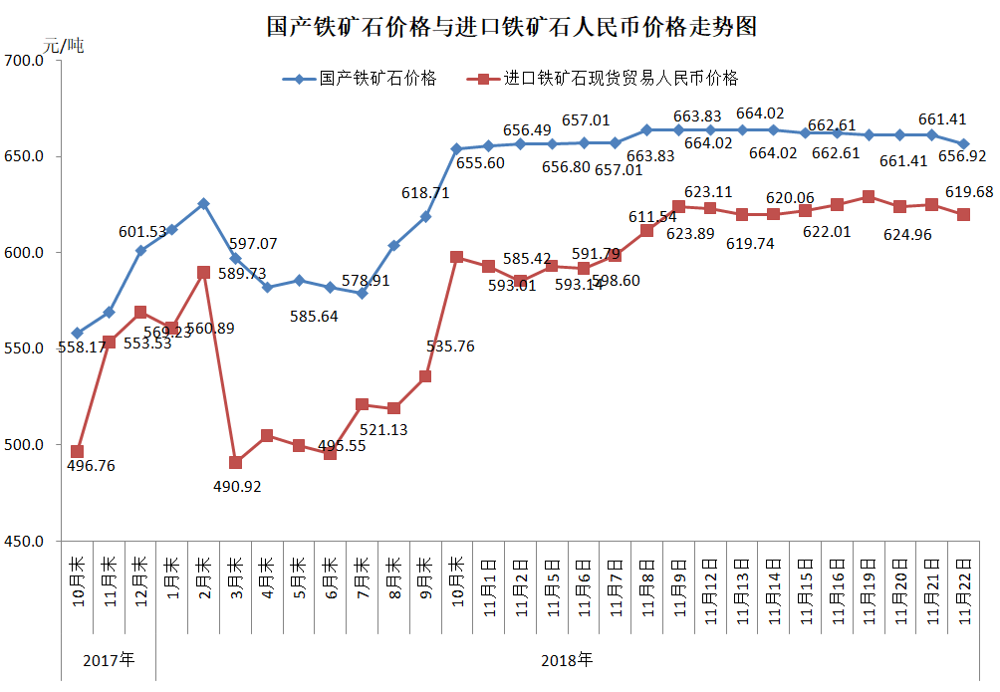 国产铁矿石价格与进口铁矿石人民币价格走势图
元/吨
国产铁矿石价格
进口铁矿石现货贸易人民币价格
700.0
650.0
600.0
550.0
500.0
450.0
558.17
601.53
597.07
585.64
578.91
618.71
655.60
656.49
656.80
657.01
657.01
663.83
663.83
664.02
664.02
664.02
662.61
662.61
661.41
661.41
656.92
496.76
553.53
569.23
560.89
589.73
490.92
495.55
521.13
535.76
593.01
585.42
593.14
591.79
598.60
611.54
623.89
623.11
619.74
620.06
622.01
624.96
619.68
10月末
11月末
12月末
1月末
2月末
3月末
4月末
5月末
6月末
7月末
8月末
9月末
10月末
11月1日
11月2日
11月5日
11月6日
11月7日
11月8日
11月9日
11月12日
11月13日
11月14日
11月15日
11月16日
11月19日
11月20日
11月21日
11月22日
2017年
2018年